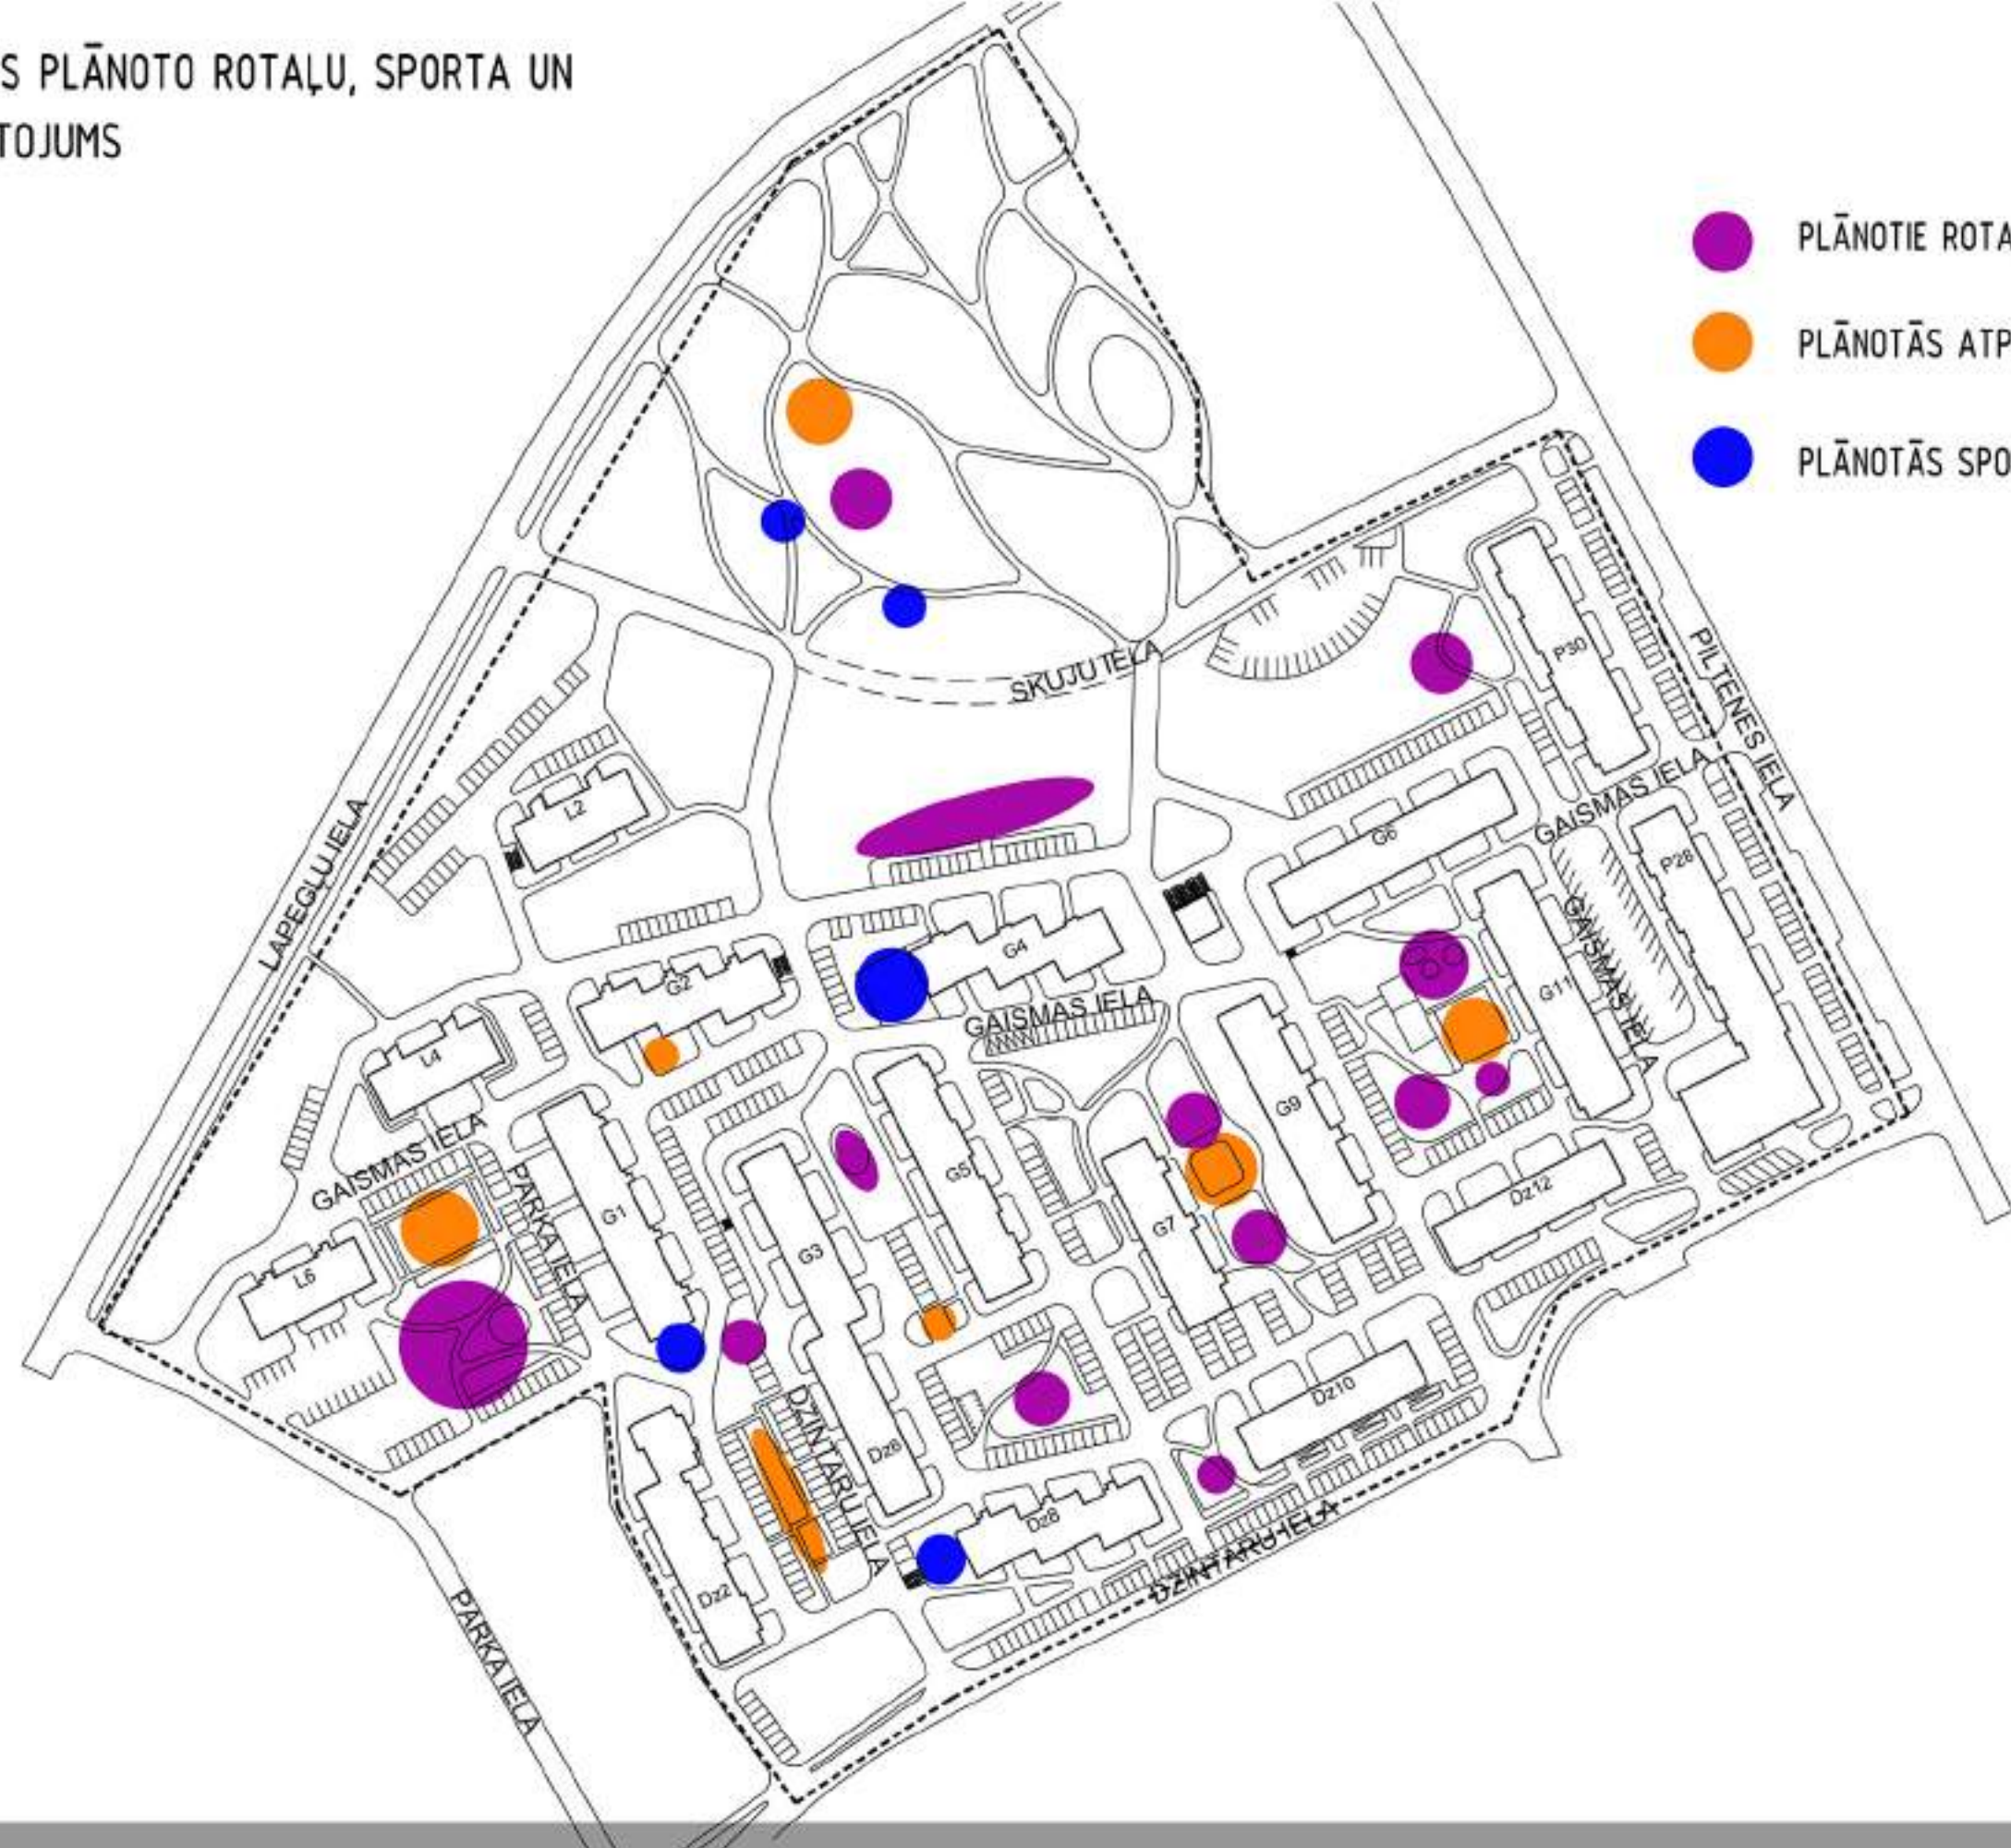 S PLĀNOTO ROTAĻU, SPORTA UN
TOJUMS
PLĀNOTIE ROTA
PLĀNOTĀS ATP
PLĀNOTĀS SPO
SKUJU IELA
P30
PILTENES IELA
L2
GAISMAS IELA
G6
P28
LAPEGĻU IELA
G4
G2
GAISMAS IELA
G11
GAISMAS IELA
L4
G9
GAISMAS IELA
PARKA IELA
G5
Dz12
G1
G7
G3
L6
Dz10
DZINTARU IELA
Dz6
Dz8
DZINTARU IELA
Dz2
PARKA IELA